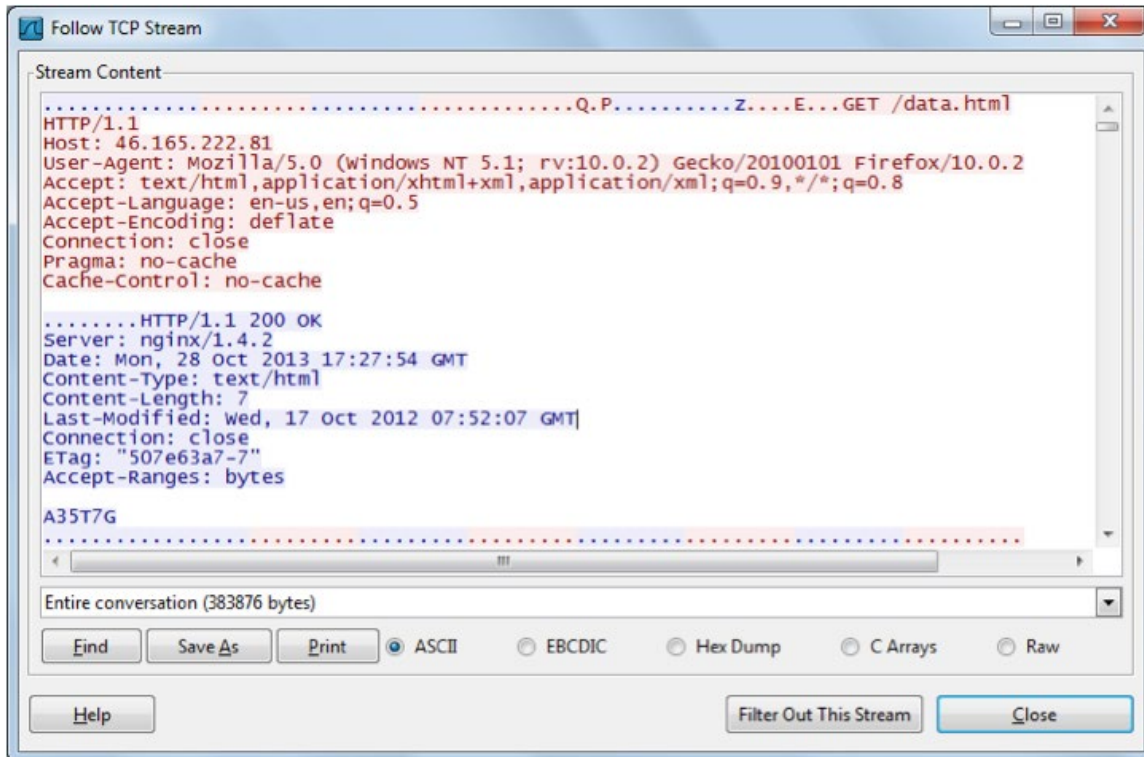 Follow TCP Stream
Stream Content
..........................................................Q.P..........Z....E...GET /data.html
HTTP/1.1
Host: 46.165.222.81
User-Agent: Mozilla/5.0 (Windows NT 5.1; rv:10.0.2) Gecko/20100101 Firefox/10.0.2
Accept: text/html,application/xhtml+xml,application/xml;q=0.9,*/*;q=0.8
Accept-Language: en-us,en;q=0.5
Accept-Encoding: deflate
Connection: close
Pragma: no-cache
Cache-Control: no-cache
........HTTP/1.1 200 OK
Server: nginx/1.4.2
Date: Mon, 28 Oct 2013 17:27:54 GMT
Content-Type: text/html
Content-Length: 7
Last-Modified: Wed, 17 Oct 2012 07:52:07 GMT
Connection: close
ETag: "507e63a7-7"
Accept-Ranges: bytes
A35T7G
..........................................................................................
Entire conversation (383876 bytes)
Find Save As Print ASCII EBCDIC Hex Dump C Arrays Raw
Help Filter Out This Stream Close